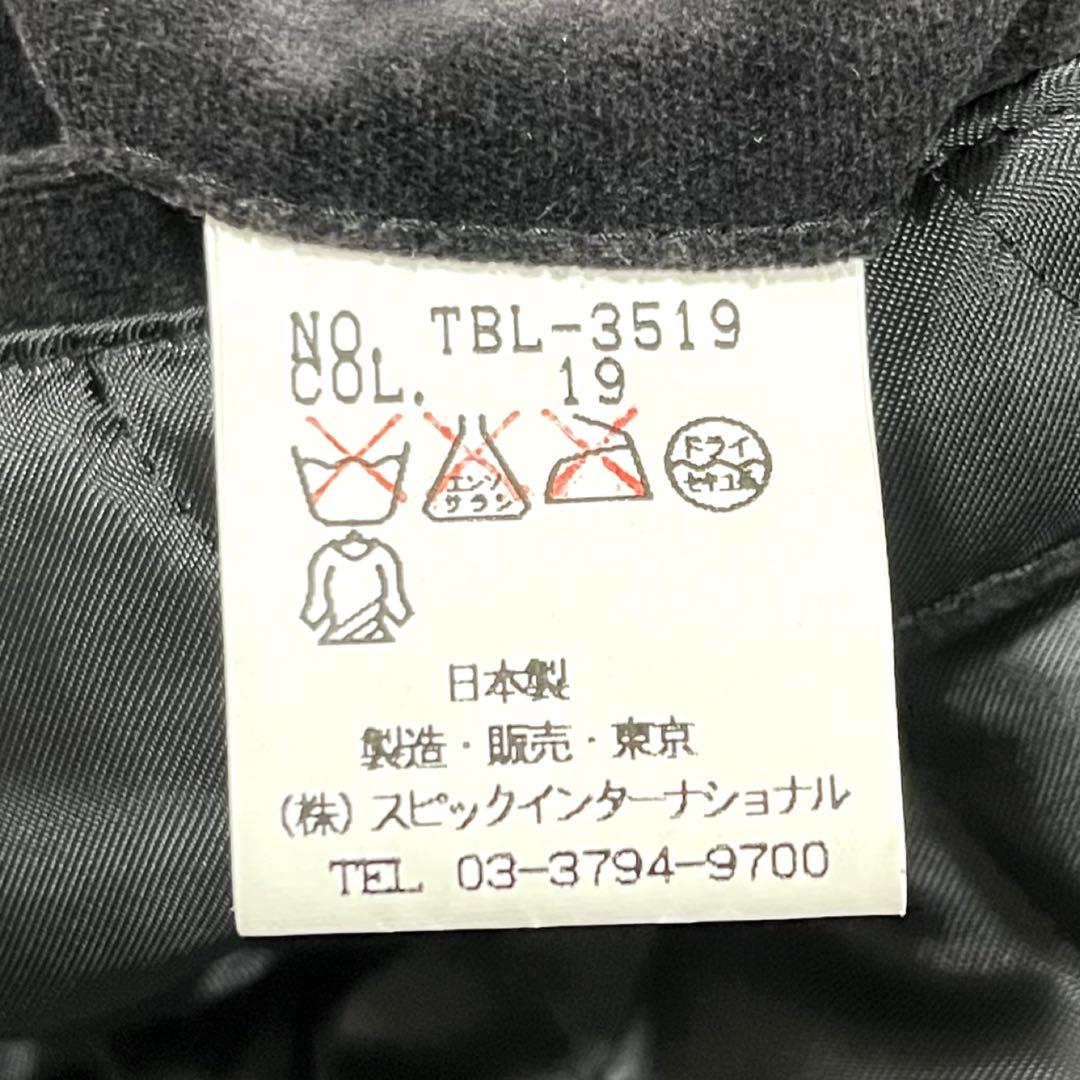 NO. TBL-3519
COL. 19
エンソ
サラシ
ドライ
セキユ系
日本製
製造・販売・東京
(株)スピックインターナショナル
TEL 03-3794-9700